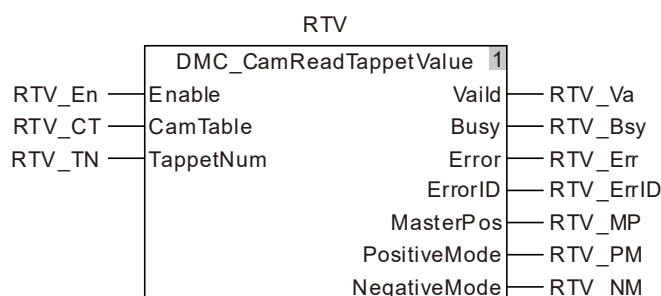 RTV
DMC_CamReadTappetValue 1
RTV_En Enable Vaild RTV_Va
RTV_CT CamTable Busy RTV_Bsy
RTV_TN TappetNum Error RTV_Err
ErrorID RTV_ErrID
MasterPos RTV_MP
PositiveMode RTV_PM
NegativeMode RTV_NM